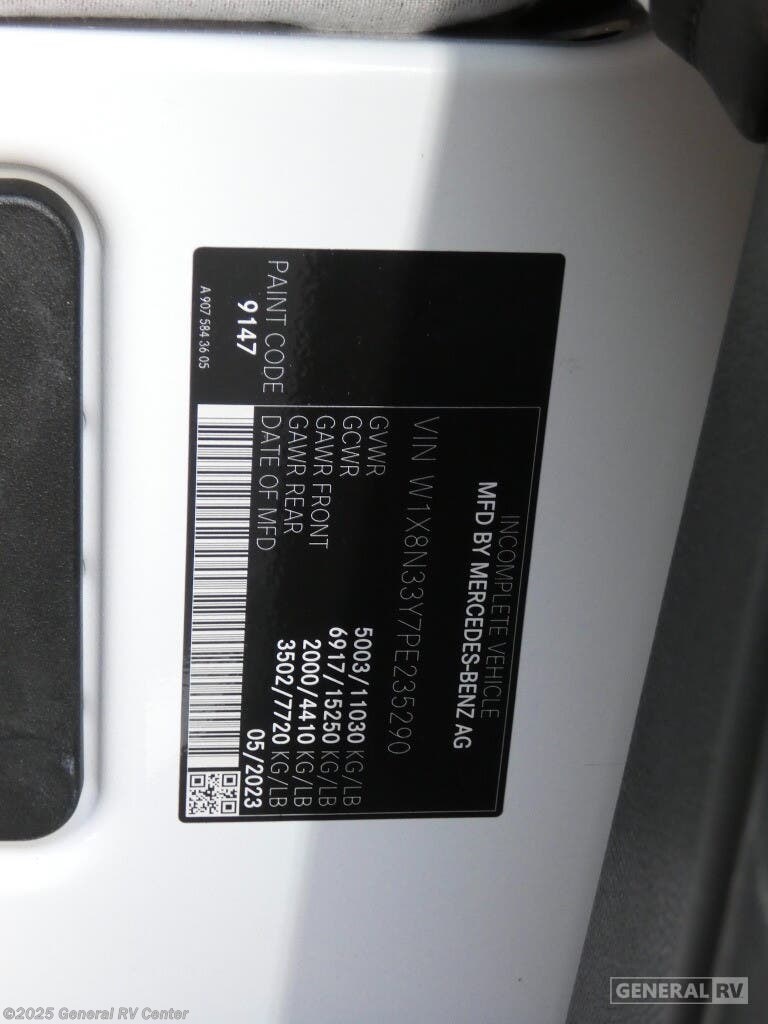 INCOMPLETE VEHICLE
MFD BY MERCEDES-BENZ AG
VIN W1X8N33Y7PE235290
GVWR 5003/11030 KG/LB
GCWR 6917/15250 KG/LB
GAWR FRONT 2000/4410 KG/LB
GAWR REAR 3502/7720 KG/LB
DATE OF MFD 05/2023
PAINT CODE
9147
A 907 584 36 05
GENERAL RV
©2025 General RV Center